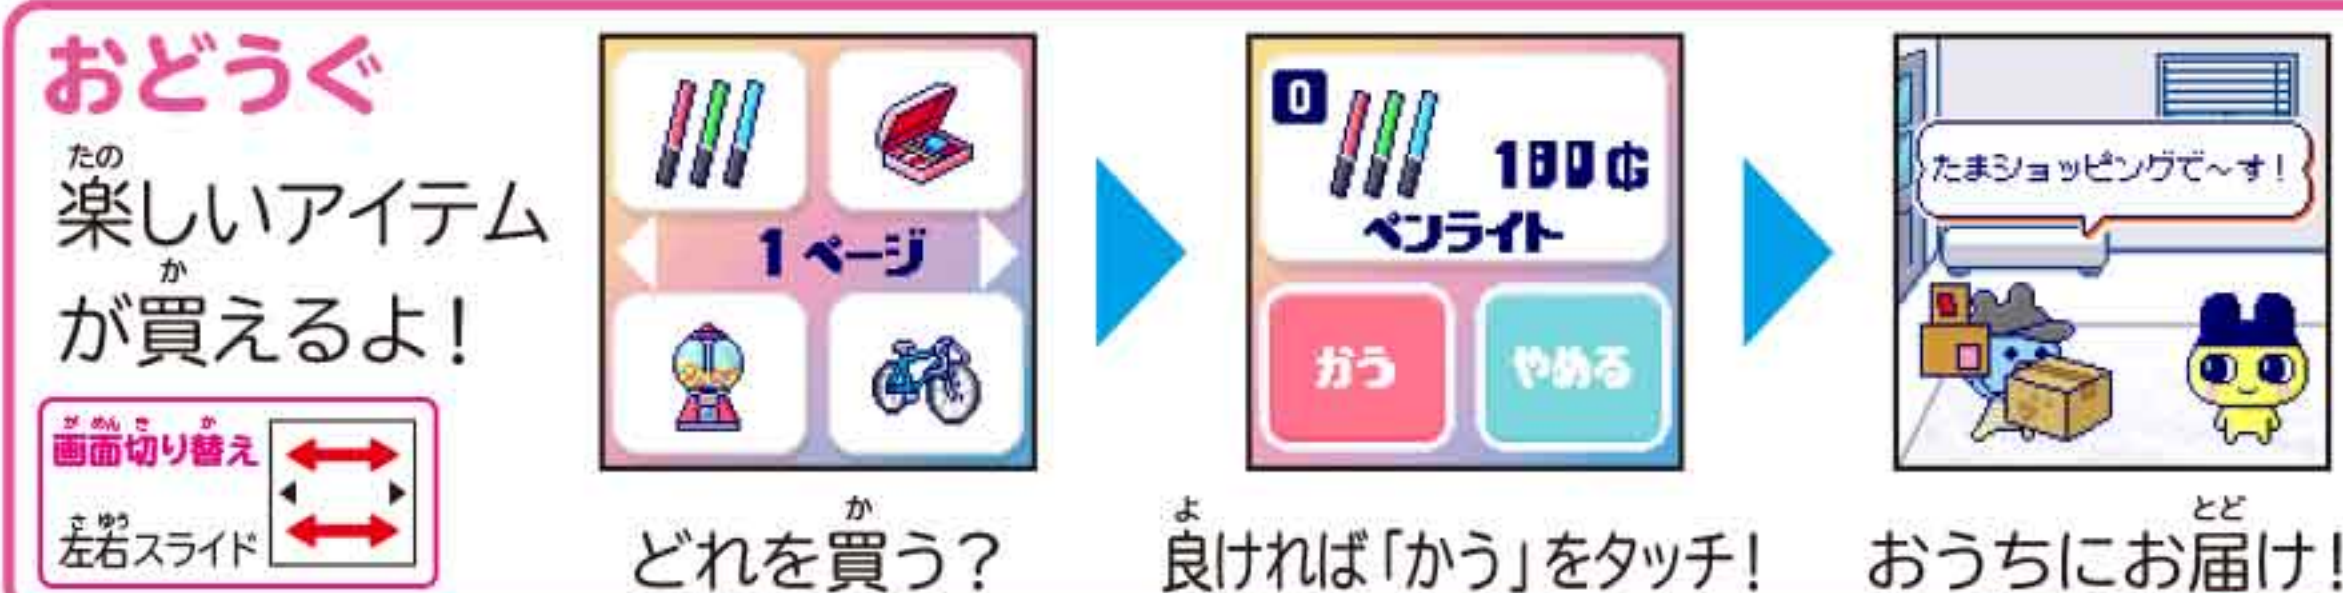 おどうぐ
たの
楽しいアイテム
か
が買えるよ！
が めん き か
画面切り替え
さ ゆう
左右スライド
1 ページ
か
どれを買う？
0
ペンライト
かう
やめる
よ
良ければ「かう」をタッチ！
たまショッピングで～す！
とど
おうちにお届け！